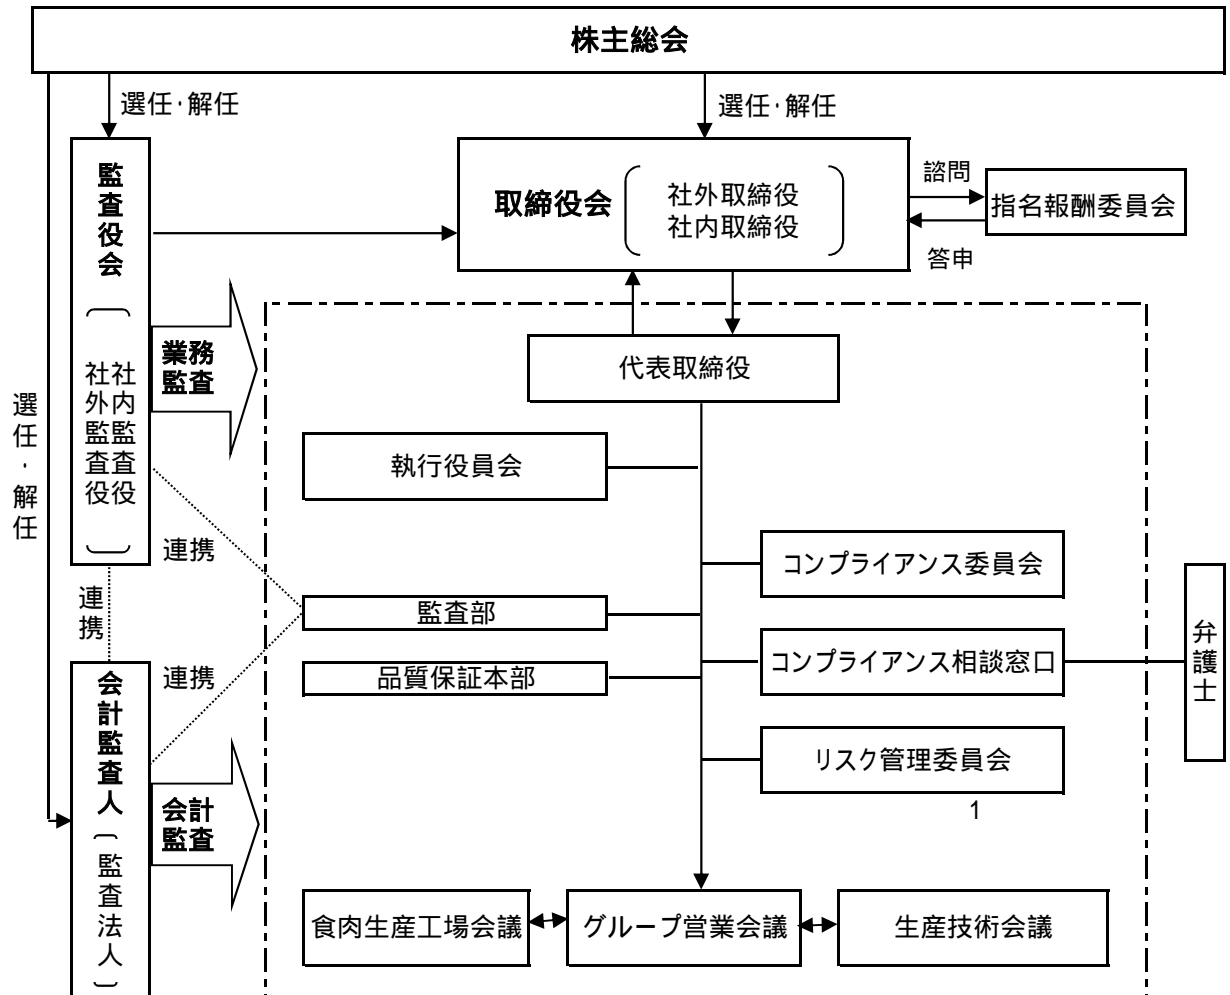 株主総会
選任・解任
選任・解任
監査役会
社内監査役
社外監査役
取締役会
社外取締役
社内取締役
諮問
指名報酬委員会
答申
業務
監査
代表取締役
選任・解任
執行役員会
連携
コンプライアンス委員会
連携
監査部
コンプライアンス相談窓口
弁護士
連携
品質保証本部
会計監査人
監査法人
リスク管理委員会
1
会計
監査
食肉生産工場会議
グループ営業会議
生産技術会議